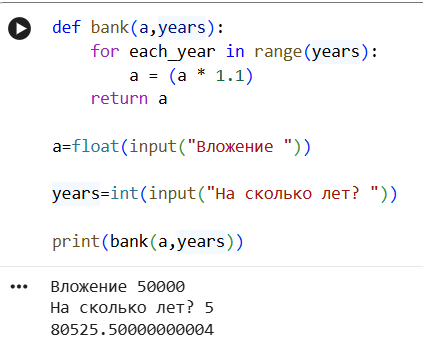 def bank(a,years):
    for each_year in range(years):
        a = (a * 1.1)
    return a
a=float(input("Вложение "))
years=int(input("На сколько лет? "))
print(bank(a,years))
Вложение 50000
На сколько лет? 5
80525.50000000004